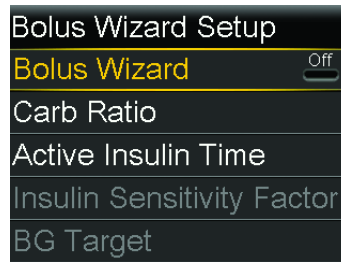 Bolus Wizard Setup
Bolus Wizard Off
Carb Ratio
Active Insulin Time
Insulin Sensitivity Factor
BG Target